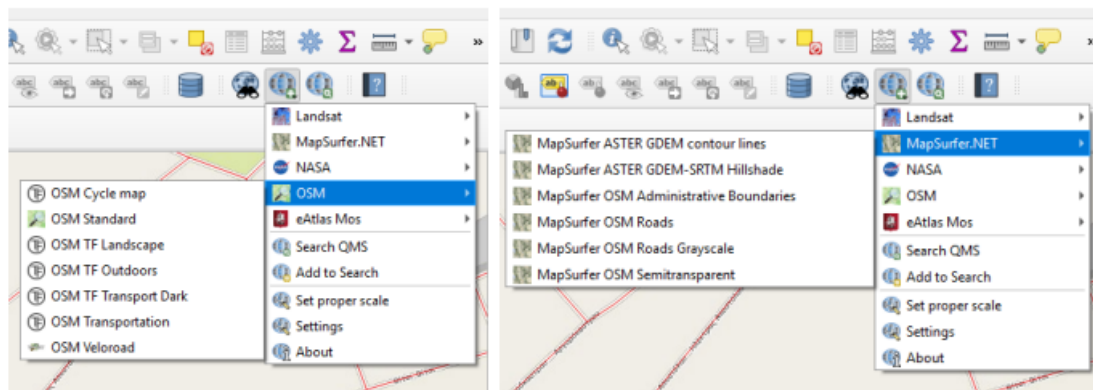 Landsat
MapSurfer.NET
NASA
OSM
eAtlas Mos
Search QMS
Add to Search
Set proper scale
Settings
About
OSM Cycle map
OSM Standard
OSM TF Landscape
OSM TF Outdoors
OSM TF Transport Dark
OSM Transportation
OSM Veloroad
Landsat
MapSurfer.NET
NASA
OSM
eAtlas Mos
Search QMS
Add to Search
Set proper scale
Settings
About
MapSurfer ASTER GDEM contour lines
MapSurfer ASTER GDEM-SRTM Hillshade
MapSurfer OSM Administrative Boundaries
MapSurfer OSM Roads
MapSurfer OSM Roads Grayscale
MapSurfer OSM Semitransparent